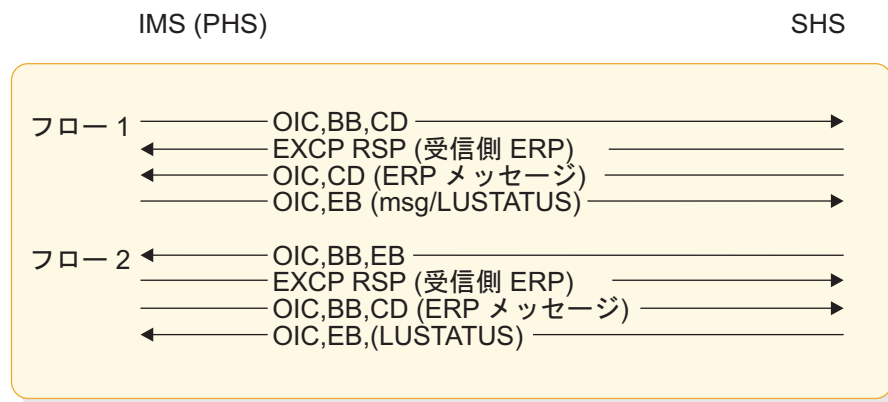 IMS (PHS) SHS
フロー 1 OIC,BB,CD
EXCP RSP (受信側 ERP)
OIC,CD (ERP メッセージ)
OIC,EB (msg/LUSTATUS)
フロー 2 OIC,BB,EB
EXCP RSP (受信側 ERP)
OIC,BB,CD (ERP メッセージ)
OIC,EB,(LUSTATUS)